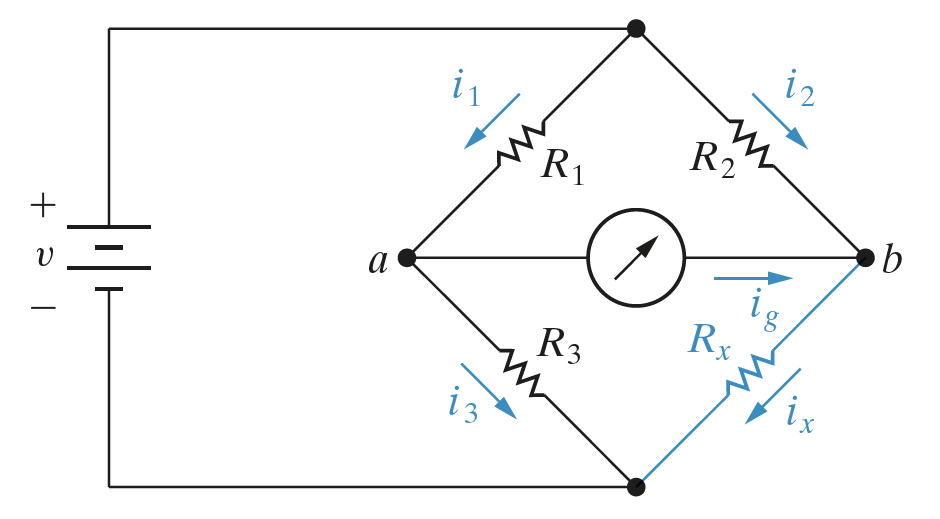 i1
i2
R1
R2
+
v
−
a
b
ig
R3
Rx
i3
ix